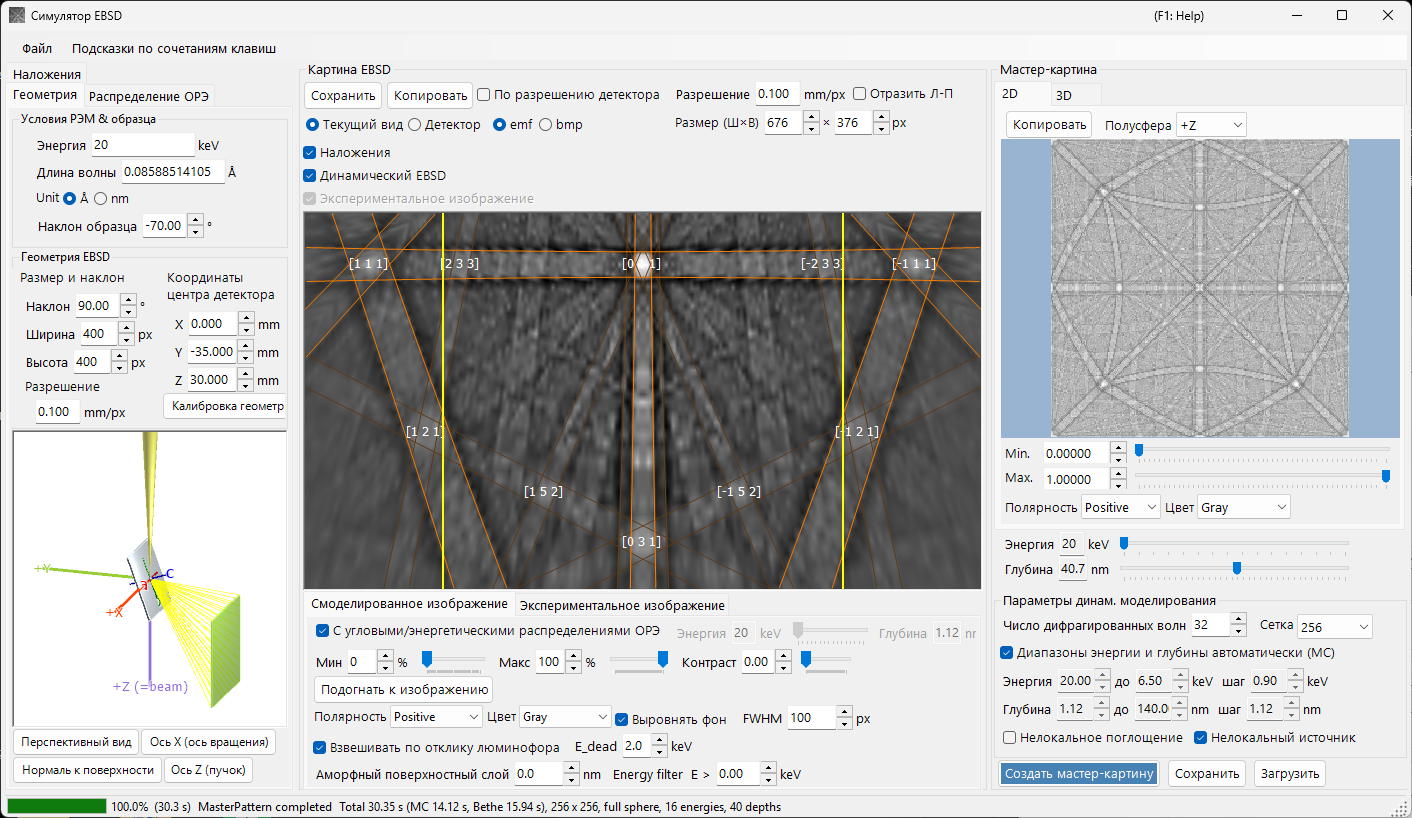 Симулятор EBSD
(F1: Help)
Файл Подсказки по сочетаниям клавиш
Наложения
Геометрия Распределение ОРЭ
Условия РЭМ & образца
Энергия 20 keV
Длина волны 0.08588514105 Å
Unit Å nm
Наклон образца -70.00 °
Геометрия EBSD
Размер и наклон
Наклон 90.00 °
Ширина 400 px
Высота 400 px
Разрешение
0.100 mm/px
Координаты
центра детектора
X 0.000 mm
Y -35.000 mm
Z 30.000 mm
Калибровка геометр
+Y
C
a
+X
+Z (=beam)
Перспективный вид Ось X (ось вращения)
Нормаль к поверхности Ось Z (пучок)
Картина EBSD
Сохранить Копировать По разрешению детектора Разрешение 0.100 mm/px Отразить Л-П
Текущий вид Детектор emf bmp Размер (Ш×В) 676 × 376 px
Наложения
Динамический EBSD
Экспериментальное изображение
[1 1 1] [2 3 3] [0 1] [-2 3 3] [-1 1 1]
[1 2 1] [-1 2 1]
[1 5 2] [-1 5 2]
[0 3 1]
Смоделированное изображение Экспериментальное изображение
С угловыми/энергетическими распределениями ОРЭ Энергия 20 keV Глубина 1.12 nr
Мин 0 % Макс 100 % Контраст 0.00
Подогнать к изображению
Полярность Positive Цвет Gray Выровнять фон FWHM 100 px
Взвешивать по отклику люминофора E_dead 2.0 keV
Аморфный поверхностный слой 0.0 nm Energy filter E > 0.00 keV
Мастер-картина
2D 3D
Копировать Полусфера +Z
Min. 0.00000
Max. 1.00000
Полярность Positive Цвет Gray
Энергия 20 keV
Глубина 40.7 nm
Параметры динам. моделирования
Число дифрагированных волн 32 Сетка 256
Диапазоны энергии и глубины автоматически (MC)
Энергия 20.00 до 6.50 keV шаг 0.90 keV
Глубина 1.12 до 140.0 nm шаг 1.12 nm
Нелокальное поглощение Нелокальный источник
Создать мастер-картину Сохранить Загрузить
100.0% (30.3 s) MasterPattern completed Total 30.35 s (MC 14.12 s, Bethe 15.94 s), 256 x 256, full sphere, 16 energies, 40 depths